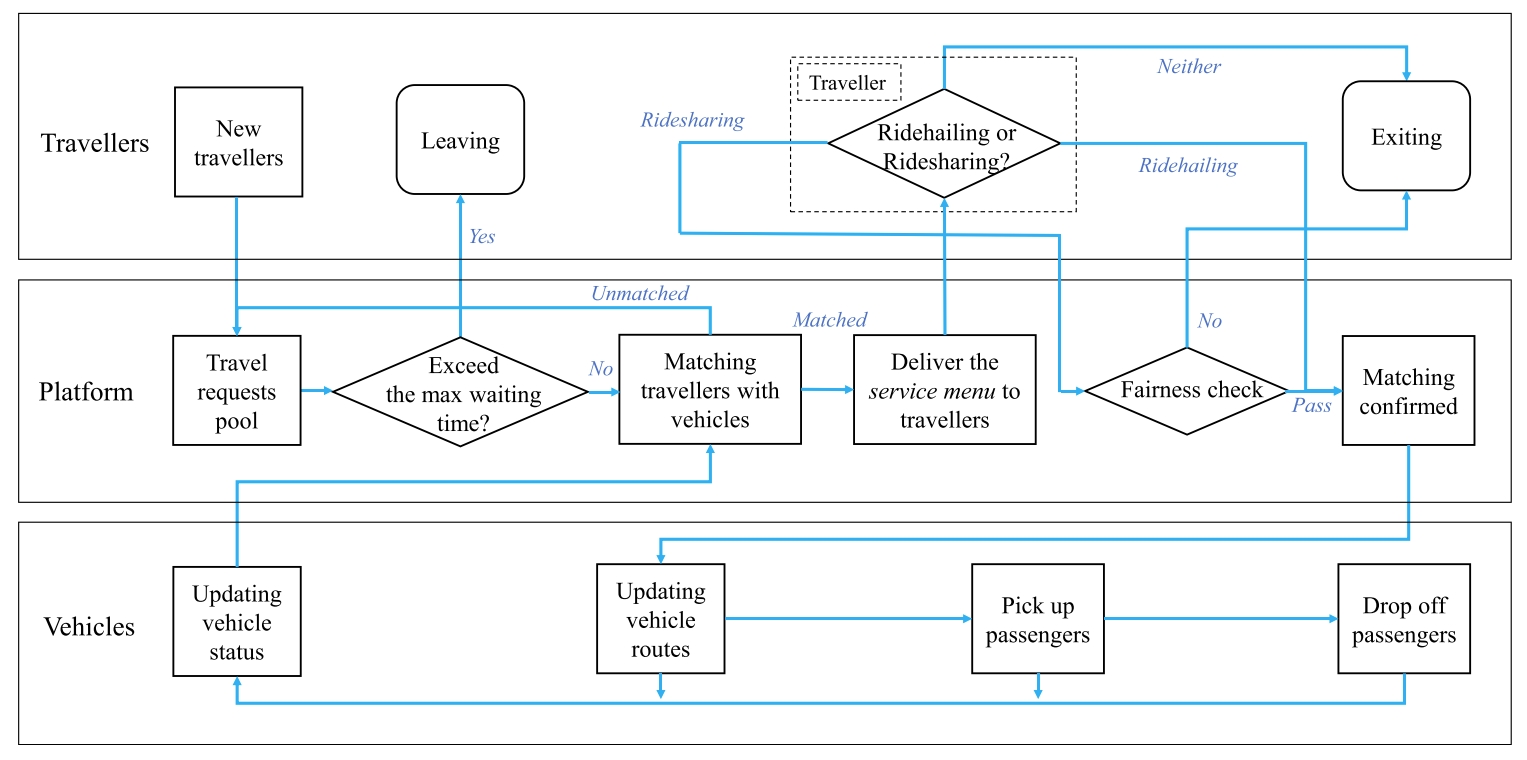 Travellers
New
travellers
Leaving
Yes
Ridesharing
Traveller
Ridehailing or
Ridesharing?
Neither
Ridehailing
Exiting
Platform
Travel
requests
pool
Exceed
the max waiting
time?
No
Unmatched
Matching
travellers with
vehicles
Matched
Deliver the
service menu to
travellers
Fairness check
No
Pass
Matching
confirmed
Vehicles
Updating
vehicle
status
Updating
vehicle
routes
Pick up
passengers
Drop off
passengers